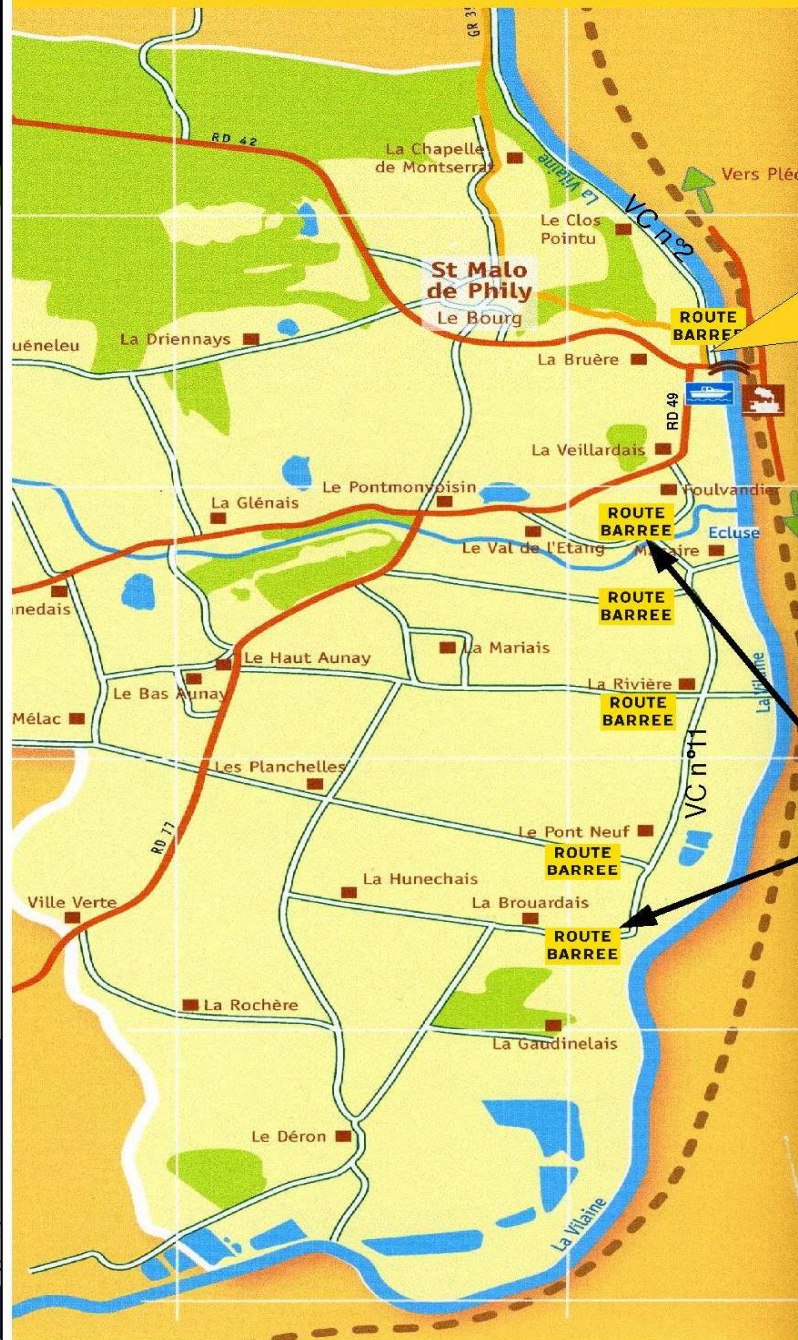 GR 39
RD 42
La Chapelle
de Montserrat
La Vilaine
Vers Pléc
Le Clos
Pointu
VC n°2
St Malo
de Phily
Le Bourg
ROUTE
BARREE
uéneleu
La Driennays
La Bruère
RD 49
La Veillardais
La Glénais
Le Pontmonvoisin
Foulvandier
ROUTE
BARREE
Ecluse
Le Val de l'Etang
nedais
ROUTE
BARREE
La Mariais
Le Haut Aunay
La Rivière
La Vilaine
Le Bas Aunay
ROUTE
BARREE
Mélac
VC n°11
Les Planchelles
RD 77
Le Pont Neuf
ROUTE
BARREE
La Hunechais
Ville Verte
La Brouardais
ROUTE
BARREE
La Rochère
La Gaudinelais
Le Déron
La Vilaine